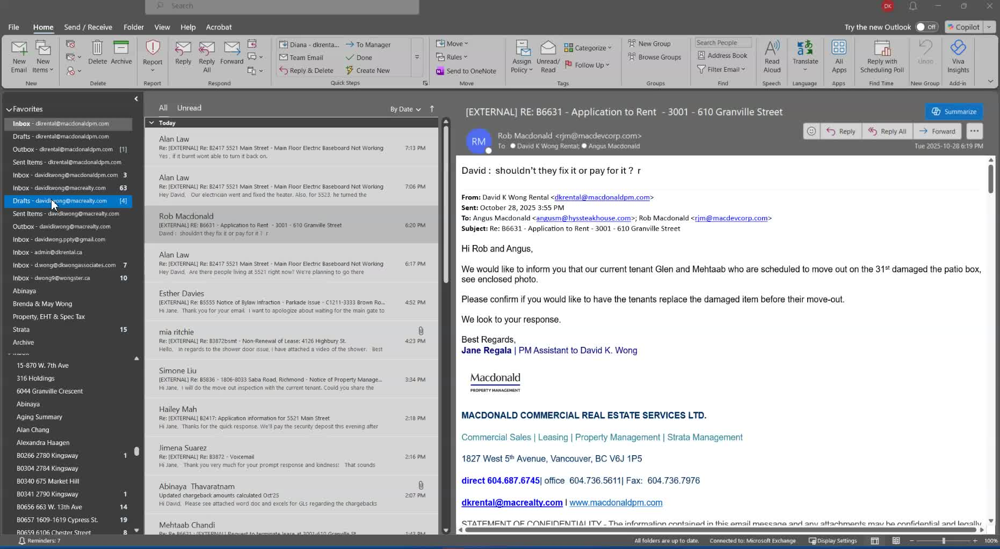 Search
DK
File Home Send / Receive Folder View Help Acrobat
Try the new Outlook Off Copilot
New Email
New Items
Delete Archive
Report
Reply Reply All Forward
Diana - dkrenta... To Manager
Team Email Done
Reply & Delete Create New
Move
Rules
Send to OneNote
Assign Policy Unread/ Read
Categorize
Follow Up
New Group
Browse Groups
Search People
Address Book
Filter Email
Read Aloud
Translate
All Apps
Reply with Scheduling Poll
Undo
Viva Insights
New Delete Report Respond Quick Steps Move Tags Groups Find Speech Language Apps Find Time New Group Add-in
Favorites
Inbox - dkrental@macdonaldpm.com
Drafts - dkrental@macdonaldpm.com
Outbox - dkrental@macdonaldpm.com [1]
Sent Items - dkrental@macdonaldpm.com
Inbox - davidkwong@macdonaldpm.com 3
Inbox - davidkwong@macrealty.com 63
Drafts - davidkwong@macrealty.com [4]
Sent Items - davidkwong@macrealty.com
Outbox - davidkwong@macrealty.com
Inbox - davidwong.ppty@gmail.com
Inbox - admin@dkrental.ca
Inbox - d.wong@dkwongassociates.com 7
Inbox - dwong9@wongster.ca 10
Abinaya
Brenda & May Wong
Property, EHT & Spec Tax
Strata 15
Archive
Inbox
15-870 W. 7th Ave
316 Holdings
6044 Granville Crescent
Abinaya
Aging Summary
Alan Chang
Alexandra Haagen
B0266 2780 Kingsway 1
B0304 2784 Kingsway
B0340 675 Market Hill
B0341 2790 Kingsway 1
B0656 663 W. 13th Ave 14
B0657 1609-1619 Cypress St. 19
B0659 6106 Chester Street 8
All Unread By Date
Today
Alan Law
Re: [EXTERNAL] Re: B2417 5521 Main Street - Main Floor Electric Baseboard Not Working 7:13 PM
Yes , if it burnt wont able to turn it back on.
Alan Law
Re: [EXTERNAL] Re: B2417 5521 Main Street - Main Floor Electric Baseboard Not Working 7:06 PM
Hey David, Our electrician went and fixed the heater. Also, for 5523, he turned the
Rob Macdonald
[EXTERNAL] RE: B6631 - Application to Rent - 3001 - 610 Granville Street 6:20 PM
David : shouldn't they fix it or pay for it ? r
Alan Law
Re: [EXTERNAL] Re: B2417 5521 Main Street - Main Floor Electric Baseboard Not Working 6:17 PM
Hey David, Are there people living at 5521 right now? We're planning to go there
Esther Davies
[EXTERNAL] Re: B5555 Notice of Bylaw Infraction - Parkade Issue - C1211-3333 Brown Ro... 4:52 PM
Hi Jane, Thank you for your email. I want to apologize about waiting for the main gate to
mia ritchie
Re: [EXTERNAL] Re: B3872bsmt - Non-Renewal of Lease: 4126 Highbury St. 4:23 PM
Hello, In regards to the shower door issue, I have attached a video of the shower. Best
Simone Liu
[EXTERNAL] Re: B5836 - 1806-8033 Saba Road, Richmond - Notice of Property Manage... 3:34 PM
Hi Jane, I will do the move out inspection with the current tenant. Could you share the
Hailey Mah
Re: [EXTERNAL] B2417: Application information for 5521 Main Street 2:18 PM
Hi Jane, Thanks for the quick response. We'll pay the security deposit this evening after
Jimena Suarez
Re: [EXTERNAL] Re: B3872 - Voicemail 2:16 PM
Hi Jane, Thank you very much for your prompt response and kindness! That sounds
Abinaya Thavaratnam
Updated chargeback amounts calculated Oct'25 2:07 PM
Hi David, Please see attached word doc and excels for GLs regarding the chargebacks
Mehtaab Chandi
Re: Re B6631 : [EXTERNAL] Request to terminate lease at 3001-610 Granville St 1:43 PM
[EXTERNAL] RE: B6631 - Application to Rent - 3001 - 610 Granville Street
Summarize
RM
Rob Macdonald <rjm@macdevcorp.com>
To David K Wong Rental; Angus Macdonald
Reply Reply All Forward
Tue 2025-10-28 6:19 PM
David : shouldn't they fix it or pay for it ? r
From: David K Wong Rental <dkrental@macdonaldpm.com>
Sent: October 28, 2025 3:55 PM
To: Angus Macdonald <angusm@hyssteakhouse.com>; Rob Macdonald <rjm@macdevcorp.com>
Subject: Re: B6631 - Application to Rent - 3001 - 610 Granville Street
Hi Rob and Angus,
We would like to inform you that our current tenant Glen and Mehtaab who are scheduled to move out on the 31st damaged the patio box,
see enclosed photo.
Please confirm if you would like to have the tenants replace the damaged item before their move-out.
We look to your response.
Best Regards,
Jane Regala | PM Assistant to David K. Wong
Macdonald
PROPERTY MANAGEMENT
MACDONALD COMMERCIAL REAL ESTATE SERVICES LTD.
Commercial Sales | Leasing | Property Management | Strata Management
1827 West 5th Avenue, Vancouver, BC V6J 1P5
direct 604.687.6745| office 604.736.5611| Fax: 604.736.7976
dkrental@macrealty.com l www.macdonaldpm.com
STATEMENT OF CONFIDENTIALITY - The information contained in this email message and any attachments may be confidential and legally
Reminders: 7
All folders are up to date. Connected to: Microsoft Exchange Display Settings 100%